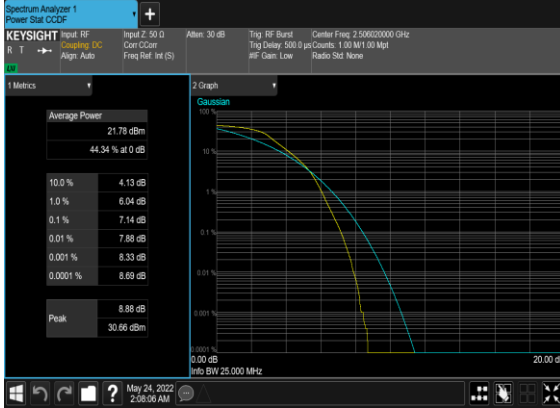 Spectrum Analyzer 1
Power Stat CCDF
+
KEYSIGHT Input: RF Input Z: 50 Ω Atten: 30 dB Trig: RF Burst Center Freq: 2.506020000 GHz
R T Coupling: DC Corr CCorr Trig Delay: 500.0 µs Counts: 1.00 M/1.00 Mpt
Align: Auto Freq Ref: Int (S) #IF Gain: Low Radio Std: None
LXI
1 Metrics
2 Graph
Gaussian
Average Power
21.78 dBm
44.34 % at 0 dB
10.0 % 4.13 dB
1.0 % 6.04 dB
0.1 % 7.14 dB
0.01 % 7.88 dB
0.001 % 8.33 dB
0.0001 % 8.69 dB
Peak 8.88 dB
30.66 dBm
100 %
10 %
1 %
0.1 %
0.01 %
0.001 %
0.0001 %
0.00 dB 20.00 dB
Info BW 25.000 MHz
? May 24, 2022
2:08:06 AM